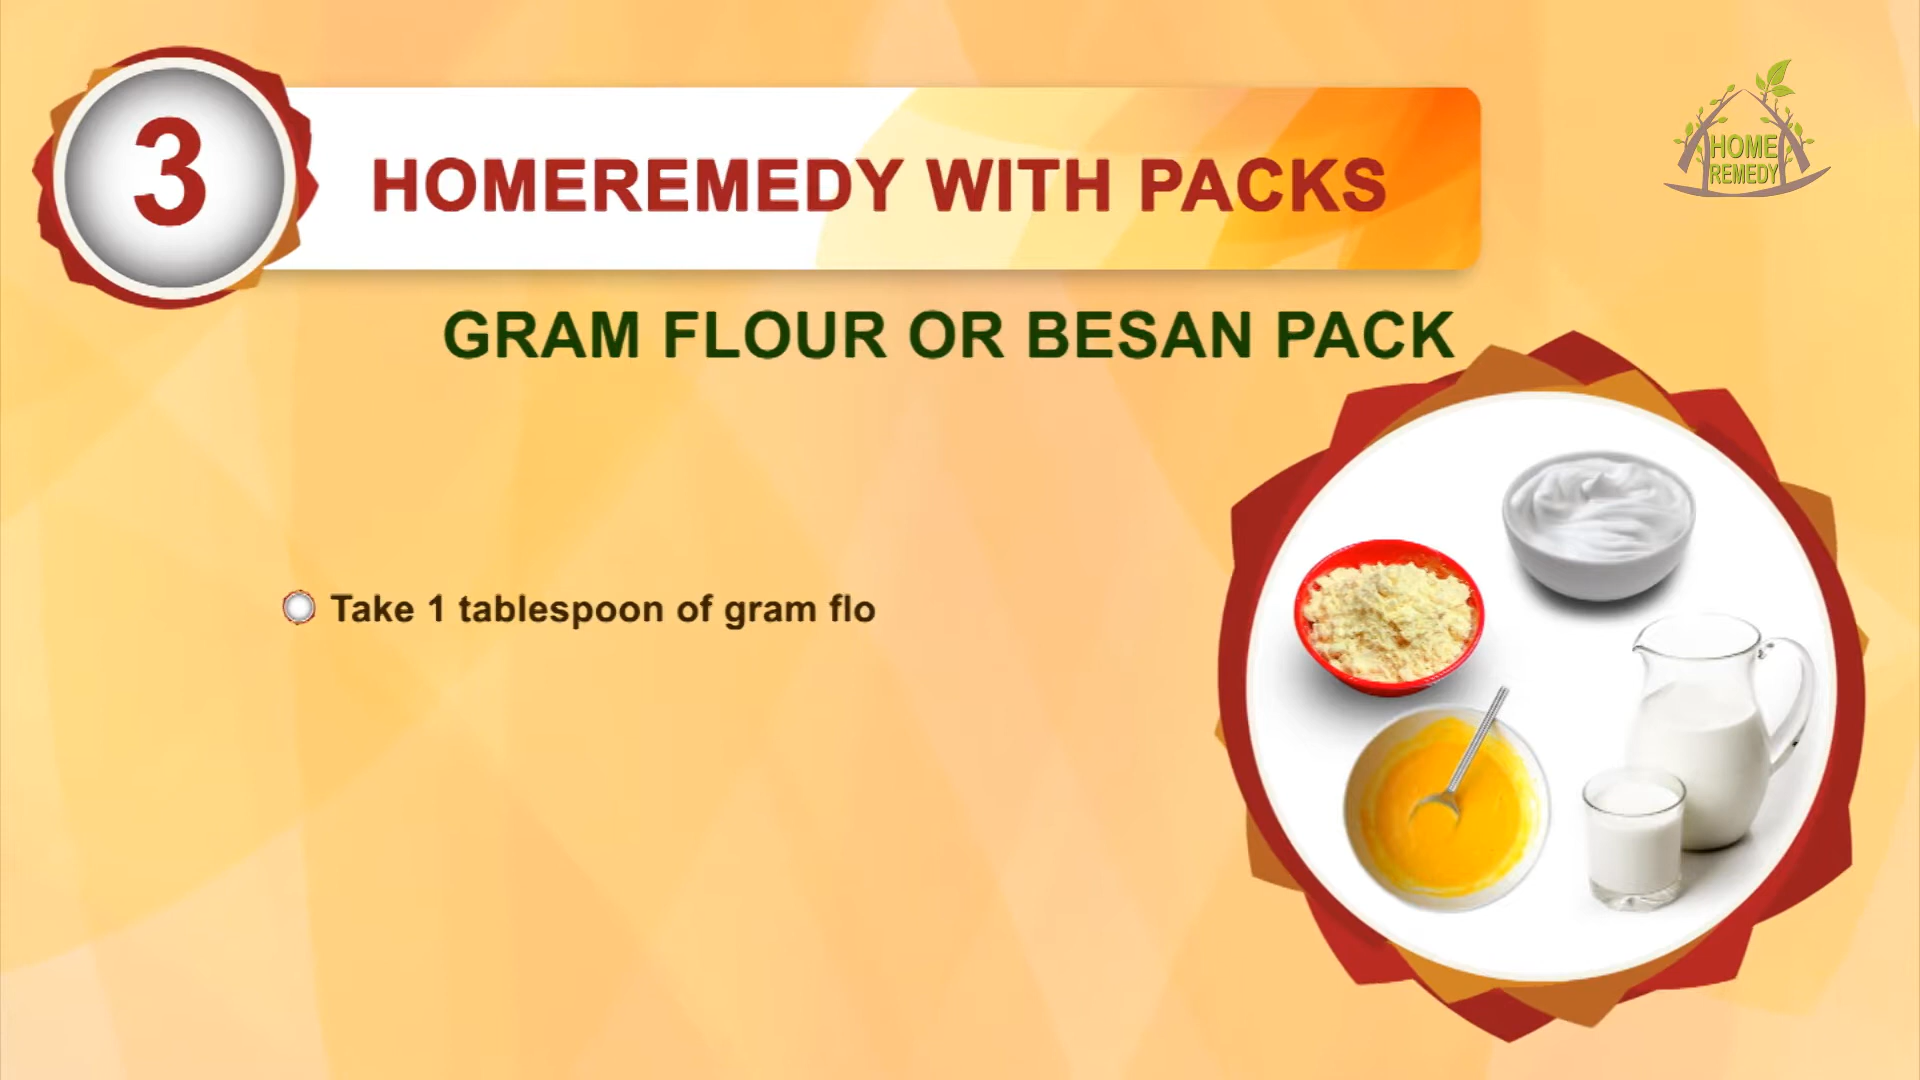 3
HOMEREMEDY WITH PACKS
HOME
REMEDY
GRAM FLOUR OR BESAN PACK
Take 1 tablespoon of gram flo